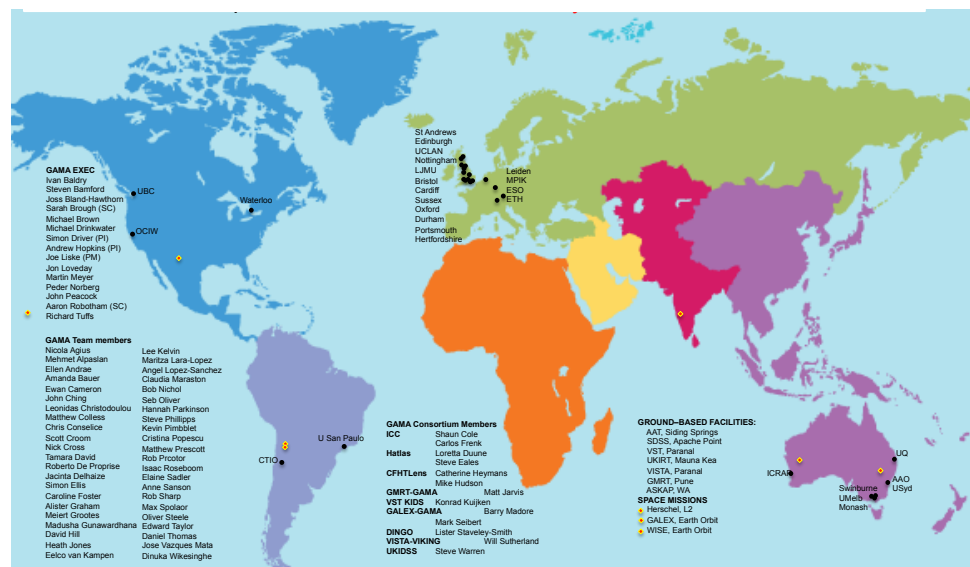 St Andrews
Edinburgh
UCLAN
Nottingham
LJMU
Bristol
Cardiff
Sussex
Oxford
Durham
Portsmouth
Hertfordshire
Leiden
MPIK
ESO
ETH
UBC
Waterloo
OCIW
GAMA EXEC
Ivan Baldry
Steven Bamford
Joss Bland-Hawthorn
Sarah Brough (SC)
Michael Brown
Michael Drinkwater
Simon Driver (PI)
Andrew Hopkins (PI)
Joe Liske (PM)
Jon Loveday
Martin Meyer
Peder Norberg
John Peacock
Aaron Robotham (SC)
Richard Tuffs
GAMA Team members
Nicola Agius
Mehmet Alpaslan
Ellen Andrae
Amanda Bauer
Ewan Cameron
John Ching
Leonidas Christodoulou
Matthew Colless
Chris Conselice
Scott Croom
Nick Cross
Tamara David
Roberto De Proprise
Jacinta Delhaize
Simon Ellis
Caroline Foster
Alister Graham
Meiert Grootes
Madusha Gunawardhana
David Hill
Heath Jones
Eelco van Kampen
Lee Kelvin
Maritza Lara-Lopez
Angel Lopez-Sanchez
Claudia Maraston
Bob Nichol
Seb Oliver
Hannah Parkinson
Steve Phillipps
Kevin Pimbblet
Cristina Popescu
Matthew Prescott
Rob Prcotor
Isaac Roseboom
Elaine Sadler
Anne Sanson
Rob Sharp
Max Spolaor
Oliver Steele
Edward Taylor
Daniel Thomas
Jose Vazques Mata
Dinuka Wikesinghe
CTIO
U San Paulo
GAMA Consortium Members
ICC Shaun Cole
Carlos Frenk
Hatlas Loretta Duune
Steve Eales
CFHTLens Catherine Heymans
Mike Hudson
GMRT-GAMA Matt Jarvis
VST KIDS Konrad Kuijken
GALEX-GAMA Barry Madore
Mark Seibert
DINGO Lister Staveley-Smith
VISTA-VIKING Will Sutherland
UKIDSS Steve Warren
GROUND–BASED FACILITIES:
AAT, Siding Springs
SDSS, Apache Point
VST, Paranal
UKIRT, Mauna Kea
VISTA, Paranal
GMRT, Pune
ASKAP, WA
SPACE MISSIONS
Herschel, L2
GALEX, Earth Orbit
WISE, Earth Orbit
ICRAR
UQ
AAO
USyd
Swinburne
UMelb
Monash